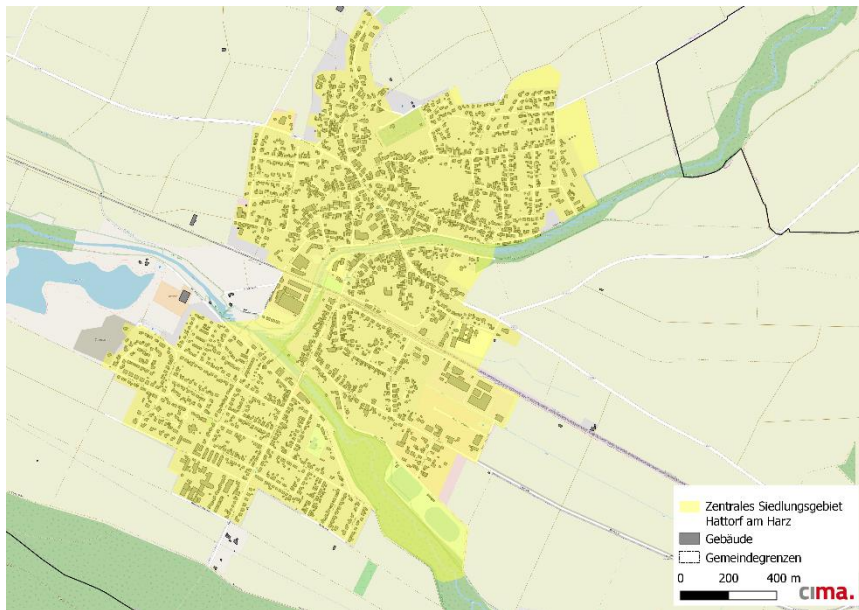 Zentrales Siedlungsgebiet
Hattorf am Harz
Gebäude
Gemeindegrenzen
0 200 400 m
cima.